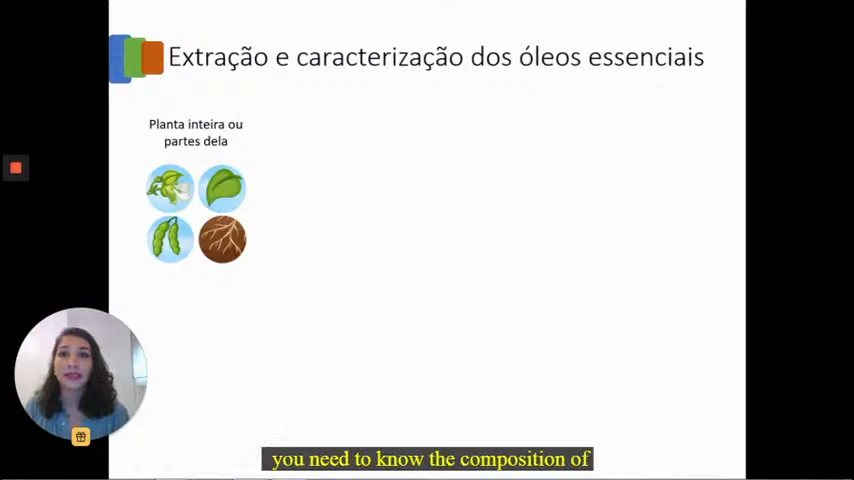 Extração e caracterização dos óleos essenciais
Planta inteira ou
partes dela
you need to know the composition of